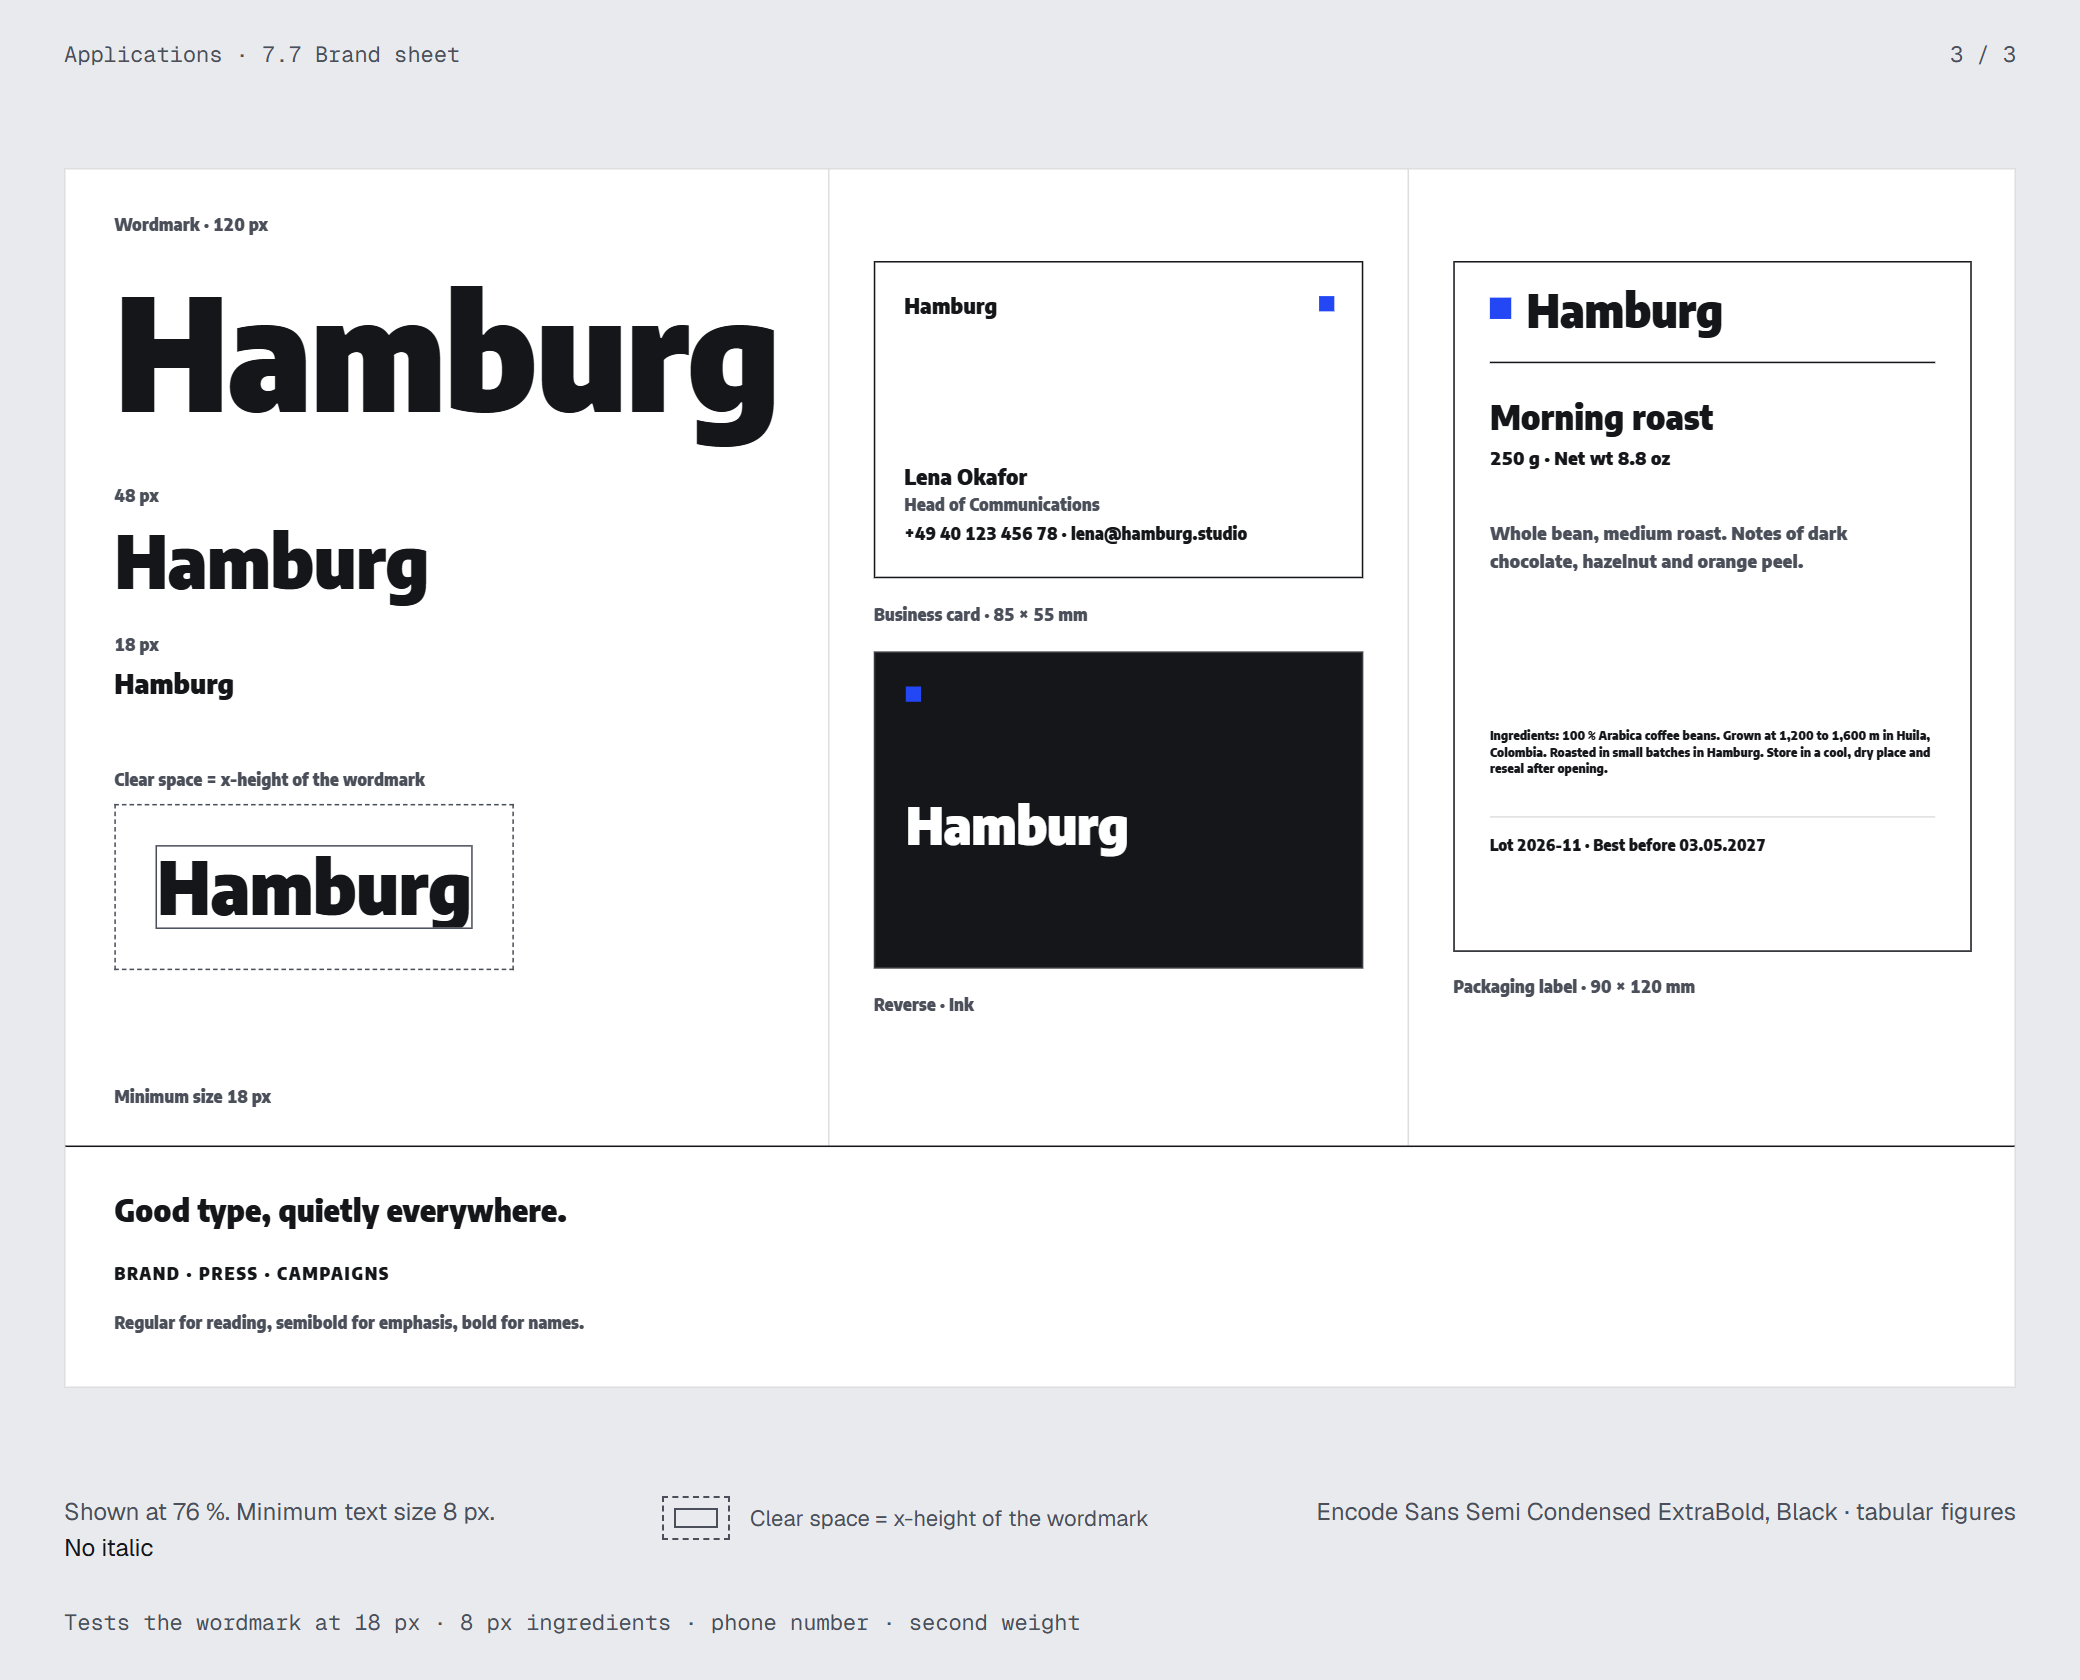 Applications · 7.7 Brand sheet
3 / 3
Wordmark · 120 px
Hamburg
48 px
Hamburg
18 px
Hamburg
Clear space = x-height of the wordmark
Hamburg
Minimum size 18 px
Hamburg
Lena Okafor
Head of Communications
+49 40 123 456 78 · lena@hamburg.studio
Business card · 85 × 55 mm
Hamburg
Reverse · Ink
Hamburg
Morning roast
250 g · Net wt 8.8 oz
Whole bean, medium roast. Notes of dark
chocolate, hazelnut and orange peel.
Ingredients: 100 % Arabica coffee beans. Grown at 1,200 to 1,600 m in Huila,
Colombia. Roasted in small batches in Hamburg. Store in a cool, dry place and
reseal after opening.
Lot 2026-11 · Best before 03.05.2027
Packaging label · 90 × 120 mm
Good type, quietly everywhere.
BRAND · PRESS · CAMPAIGNS
Regular for reading, semibold for emphasis, bold for names.
Shown at 76 %. Minimum text size 8 px.
No italic
Clear space = x-height of the wordmark
Encode Sans Semi Condensed ExtraBold, Black · tabular figures
Tests the wordmark at 18 px · 8 px ingredients · phone number · second weight